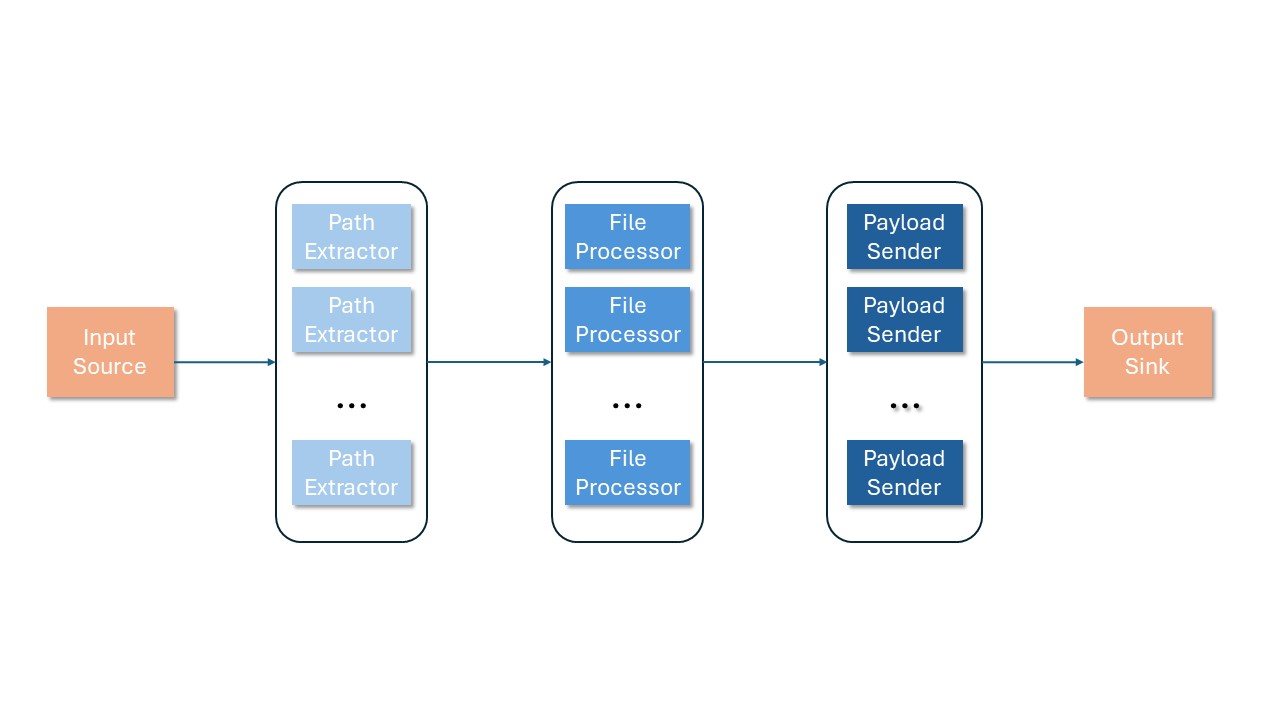 Input
Source
Path
Extractor
Path
Extractor
...
Path
Extractor
File
Processor
File
Processor
...
File
Processor
Payload
Sender
Payload
Sender
...
Payload
Sender
Output
Sink